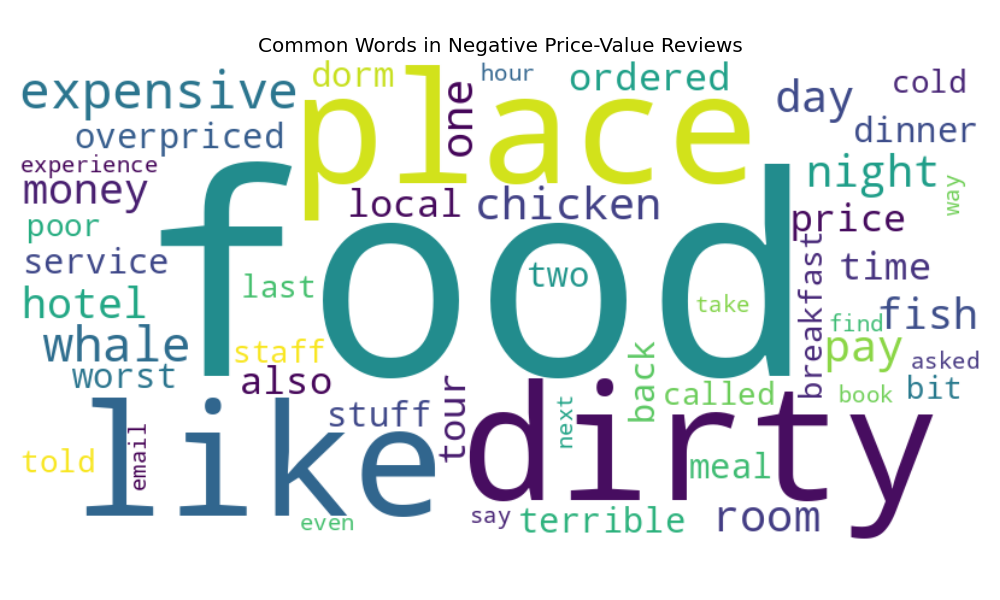 Common Words in Negative Price-Value Reviews
dorm
hour
ordered
cold
expensive
place
one
day
overpriced
dinner
experience
night
money
local
chicken
way
poor
price
service
food
two
time
last
take
breakfast
hotel
find
fish
whale
staff
pay
asked
worst
also
tour
back
called
book
bit
like
stuff
next
dirty
told
email
meal
even
say
terrible
room